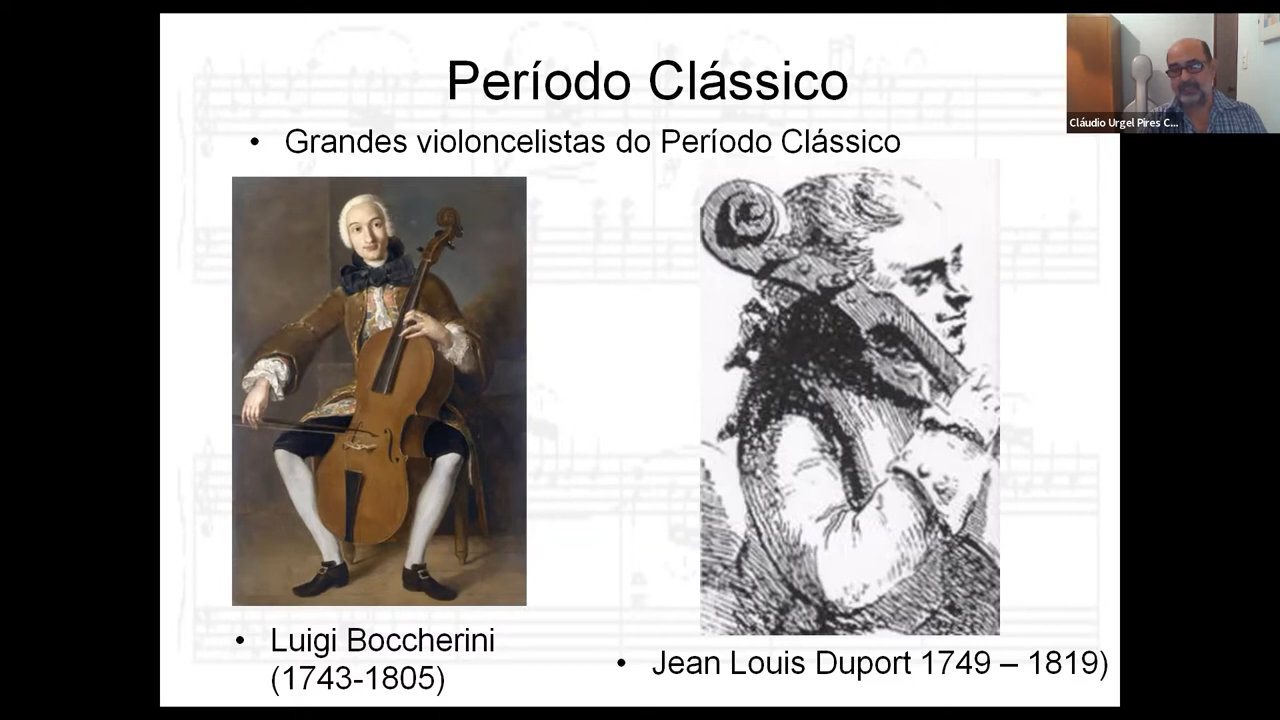 Período Clássico
• Grandes violoncelistas do Período Clássico
Cláudio Urgel Pires C...
• Luigi Boccherini
(1743-1805)
• Jean Louis Duport 1749 – 1819)